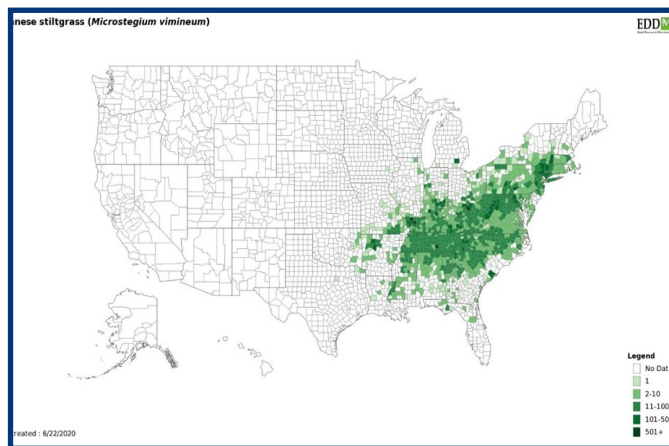 nese stiltgrass (Microstegium vimineum)
EDDM
Legend
No Dat
1
2-10
11-100
101-50
501+
reated : 6/22/2020